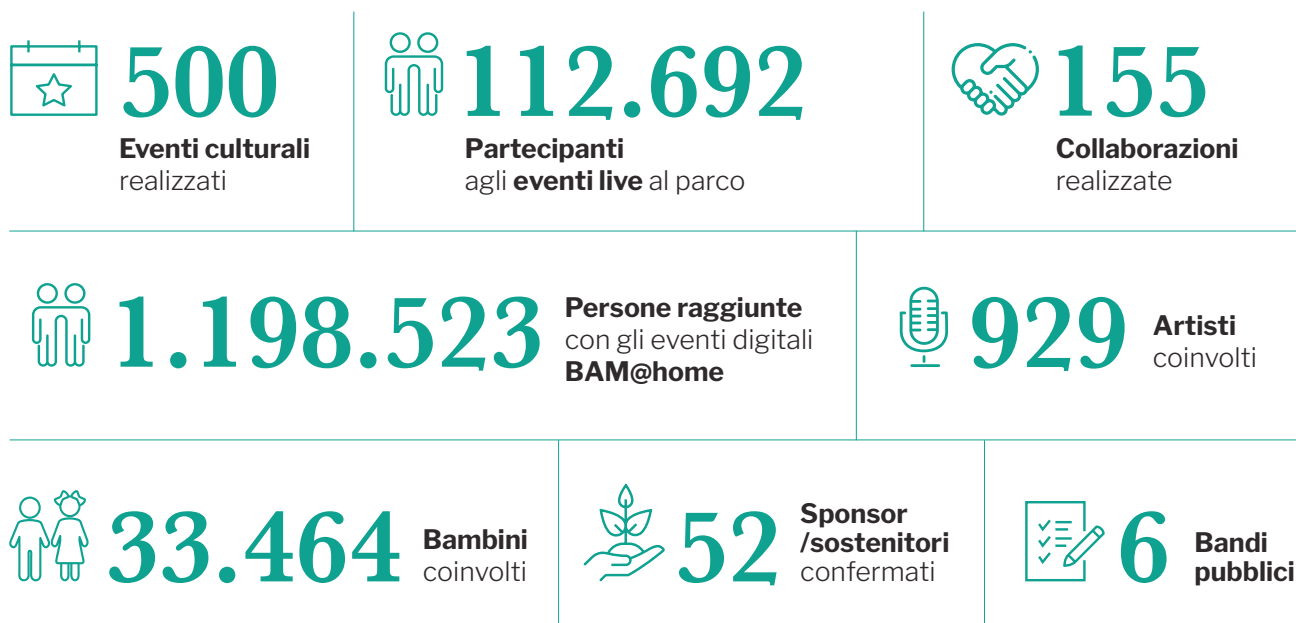 500
Eventi culturali
realizzati
112.692
Partecipanti
agli eventi live al parco
155
Collaborazioni
realizzate
1.198.523
Persone raggiunte
con gli eventi digitali
BAM@home
929
Artisti
coinvolti
33.464
Bambini
coinvolti
52
Sponsor
/sostenitori
confermati
6
Bandi
pubblici